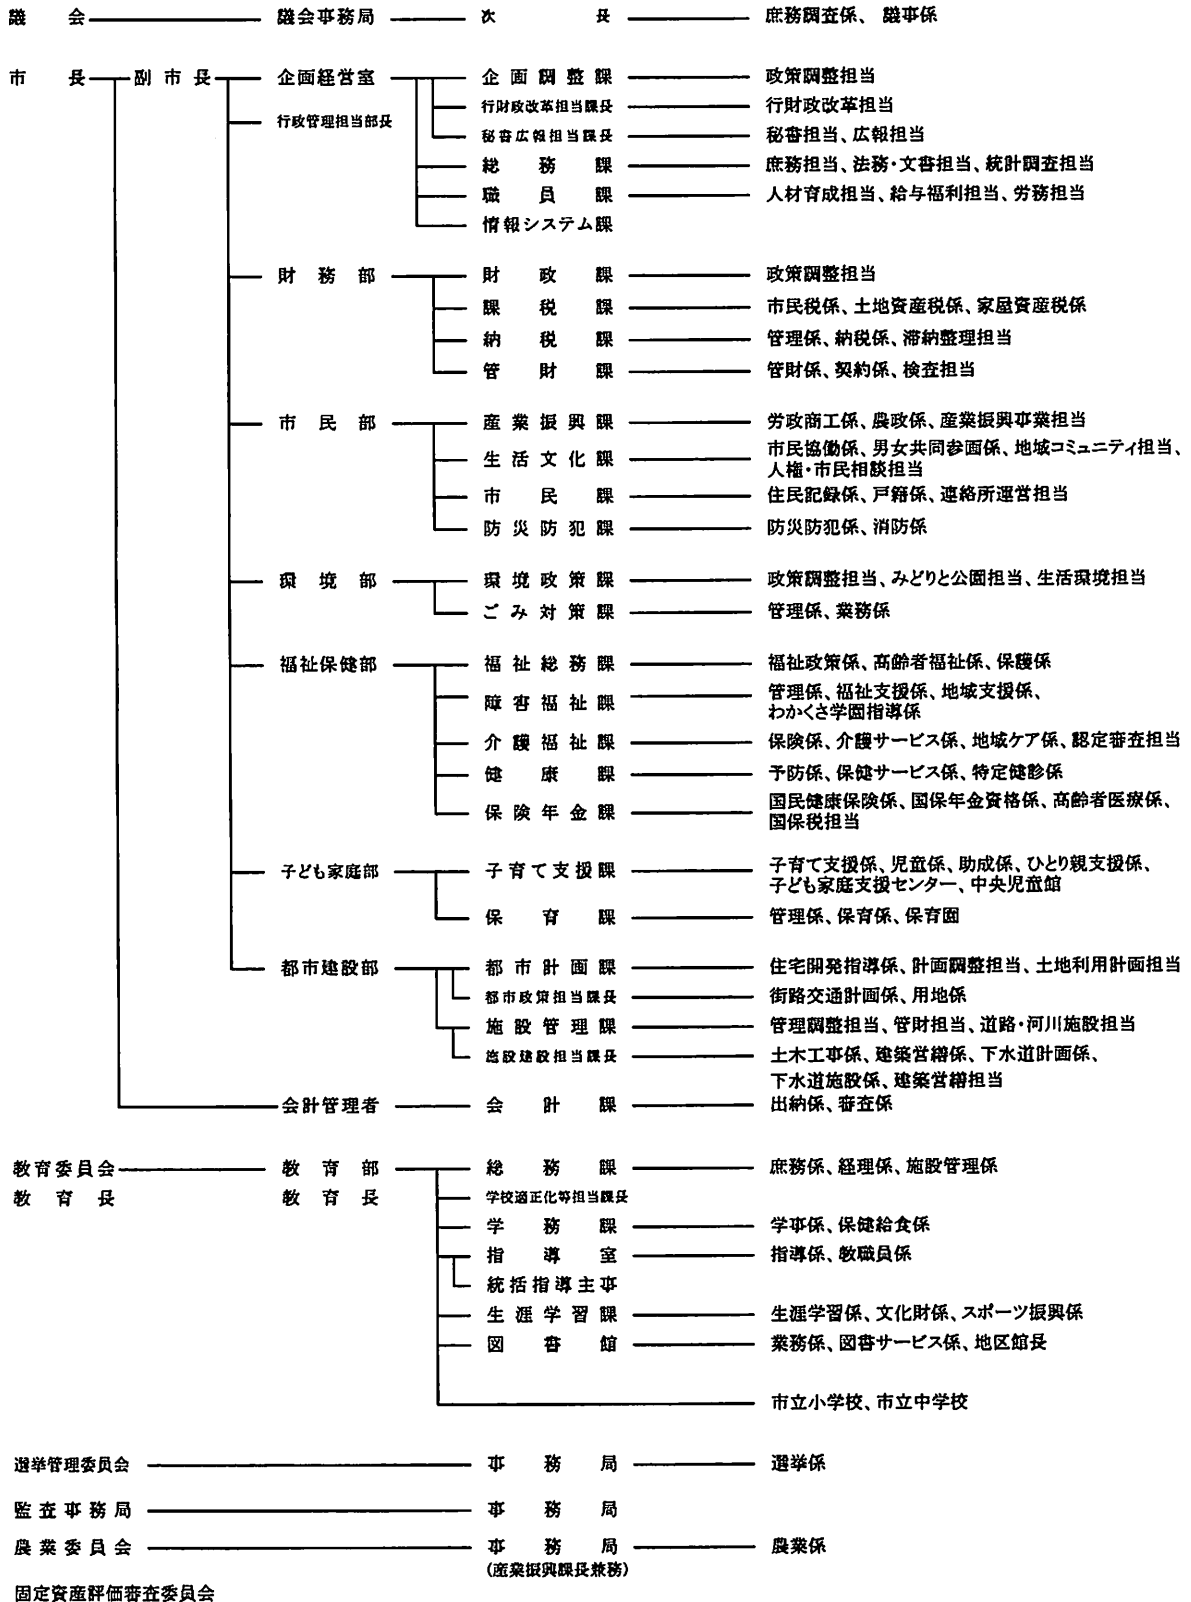 議会 議会事務局 次長 庶務調査係、議事係
市長 副市長 企画経営室 企画調整課 政策調整担当
行財政改革担当課長 行財政改革担当
行政管理担当部長
秘書広報担当課長 秘書担当、広報担当
総務課 庶務担当、法務・文書担当、統計調査担当
職員課 人材育成担当、給与福利担当、労務担当
情報システム課
財務部 財政課 政策調整担当
課税課 市民税係、土地資産税係、家屋資産税係
納税課 管理係、納税係、滞納整理担当
管財課 管財係、契約係、検査担当
市民部 産業振興課 労政商工係、農政係、産業振興事業担当
生活文化課 市民協働係、男女共同参画係、地域コミュニティ担当、
人権・市民相談担当
市民課 住民記録係、戸籍係、連絡所運営担当
防災防犯課 防災防犯係、消防係
環境部 環境政策課 政策調整担当、みどりと公園担当、生活環境担当
ごみ対策課 管理係、業務係
福祉保健部 福祉総務課 福祉政策係、高齢者福祉係、保護係
障害福祉課 管理係、福祉支援係、地域支援係、
わかくさ学園指導係
介護福祉課 保険係、介護サービス係、地域ケア係、認定審査担当
健康課 予防係、保健サービス係、特定健診係
保険年金課 国民健康保険係、国保年金資格係、高齢者医療係、
国保税担当
子ども家庭部 子育て支援課 子育て支援係、児童係、助成係、ひとり親支援係、
子ども家庭支援センター、中央児童館
保育課 管理係、保育係、保育園
都市建設部 都市計画課 住宅開発指導係、計画調整担当、土地利用計画担当
都市政策担当課長 街路交通計画係、用地係
施設管理課 管理調整担当、管財担当、道路・河川施設担当
施設建設担当課長 土木工事係、建築営繕係、下水道計画係、
下水道施設係、建築営繕担当
会計管理者 会計課 出納係、審査係
教育委員会 教育部 総務課 庶務係、経理係、施設管理係
教育長 教育長 学校適正化等担当課長
学務課 学事係、保健給食係
指導室 指導係、教職員係
統括指導主事
生涯学習課 生涯学習係、文化財係、スポーツ振興係
図書館 業務係、図書サービス係、地区館長
市立小学校、市立中学校
選挙管理委員会 事務局 選挙係
監査事務局 事務局
農業委員会 事務局 農業係
(産業振興課長兼務)
固定資産評価審査委員会